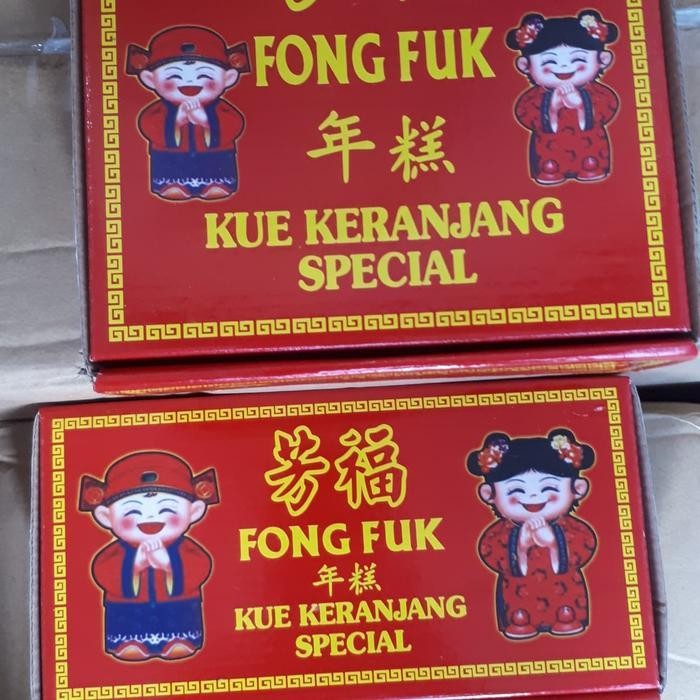 FONG FUK
年糕
KUE KERANJANG
SPECIAL
芳福
FONG FUK
年糕
KUE KERANJANG
SPECIAL